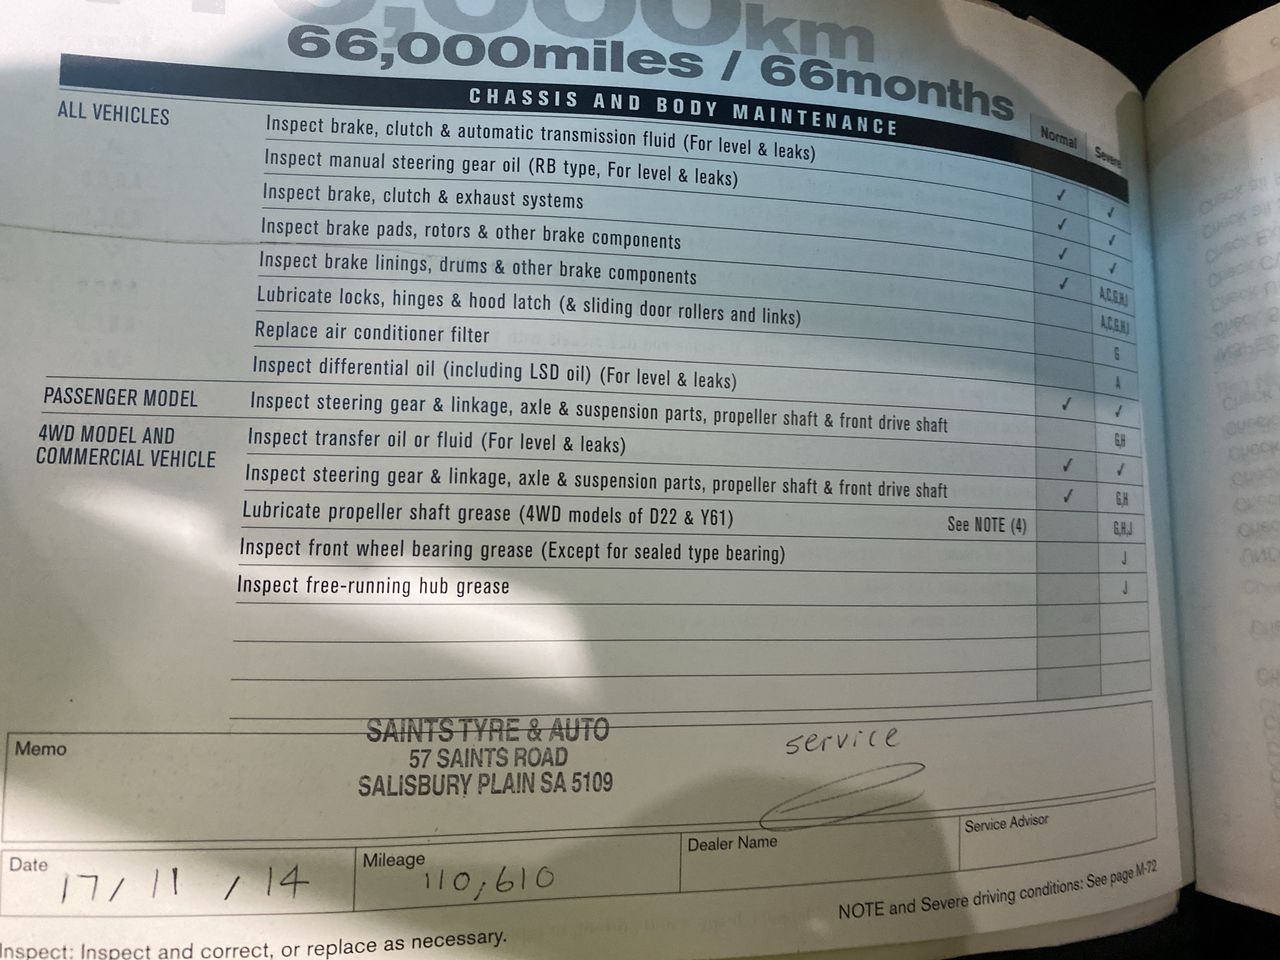 110,000km
66,000miles / 66months
CHASSIS AND BODY MAINTENANCE
Normal Severe
ALL VEHICLES
Inspect brake, clutch & automatic transmission fluid (For level & leaks) ✓ ✓
Inspect manual steering gear oil (RB type, For level & leaks) ✓ ✓
Inspect brake, clutch & exhaust systems ✓ ✓
Inspect brake pads, rotors & other brake components ✓ A,C,G,H,I
Inspect brake linings, drums & other brake components A,C,G,H,I
Lubricate locks, hinges & hood latch (& sliding door rollers and links) G
Replace air conditioner filter A
Inspect differential oil (including LSD oil) (For level & leaks) ✓ ✓
PASSENGER MODEL
Inspect steering gear & linkage, axle & suspension parts, propeller shaft & front drive shaft G,H
4WD MODEL AND
COMMERCIAL VEHICLE
Inspect transfer oil or fluid (For level & leaks) ✓ ✓
Inspect steering gear & linkage, axle & suspension parts, propeller shaft & front drive shaft ✓ G,H
Lubricate propeller shaft grease (4WD models of D22 & Y61) See NOTE (4) G,H,J
Inspect front wheel bearing grease (Except for sealed type bearing) J
Inspect free-running hub grease J
Memo
SAINTS TYRE & AUTO
57 SAINTS ROAD
SALISBURY PLAIN SA 5109
service
Date 17/11/14
Mileage 110,610
Dealer Name
Service Advisor
NOTE and Severe driving conditions: See page M-72
Inspect: Inspect and correct, or replace as necessary.